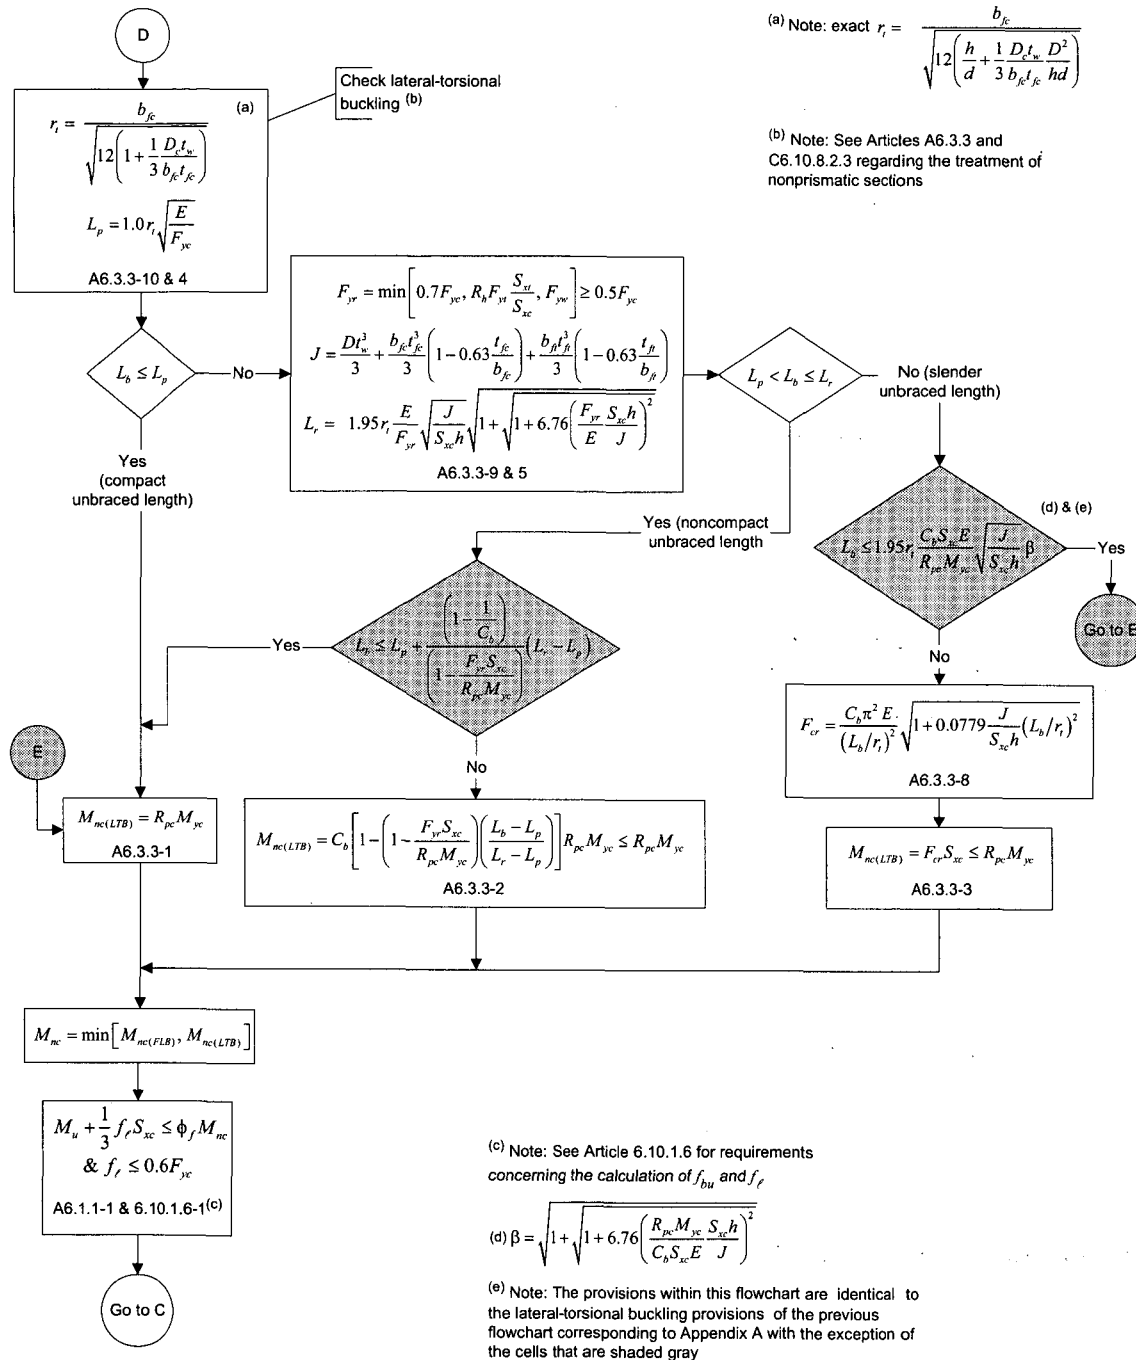 D
Check lateral-torsional
buckling (b)
(a)
r_t = b_fc / √(12(1 + (1/3)(D_c t_w / b_fc t_fc)))
L_p = 1.0 r_t √(E / F_yc)
A6.3.3-10 & 4
(a) Note: exact r_t = b_fc / √(12(h/d + (1/3)(D_c t_w / b_fc t_fc)(D² / hd)))
(b) Note: See Articles A6.3.3 and
C6.10.8.2.3 regarding the treatment of
nonprismatic sections
L_b ≤ L_p
No
F_yr = min[0.7F_yc, R_h F_yt S_xt / S_xc, F_yw] ≥ 0.5F_yc
J = D t_w³ / 3 + (b_fc t_fc³ / 3)(1 − 0.63 t_fc / b_fc) + (b_ft t_ft³ / 3)(1 − 0.63 t_ft / b_ft)
L_r = 1.95 r_t (E / F_yr) √(J / S_xc h) √(1 + √(1 + 6.76((F_yr / E)(S_xc h / J))²))
A6.3.3-9 & 5
L_p < L_b ≤ L_r
No (slender
unbraced length)
Yes
(compact
unbraced length)
Yes (noncompact
unbraced length
(d) & (e)
L_b ≤ 1.95 r_t (C_b S_xc E / R_pc M_yc) √(J / S_xc h) β
Yes
Go to E
No
L_b ≤ L_p + ((1 − 1/C_b) / (1 − F_yr S_xc / R_pc M_yc))(L_r − L_p)
Yes
No
E
F_cr = (C_b π² E / (L_b/r_t)²) √(1 + 0.0779 (J / S_xc h)(L_b/r_t)²)
A6.3.3-8
M_nc(LTB) = R_pc M_yc
A6.3.3-1
M_nc(LTB) = C_b[1 − (1 − F_yr S_xc / R_pc M_yc)((L_b − L_p) / (L_r − L_p))] R_pc M_yc ≤ R_pc M_yc
A6.3.3-2
M_nc(LTB) = F_cr S_xc ≤ R_pc M_yc
A6.3.3-3
M_nc = min[M_nc(FLB), M_nc(LTB)]
M_u + (1/3) f_ℓ S_xc ≤ ϕ_f M_nc
& f_ℓ ≤ 0.6F_yc
A6.1.1-1 & 6.10.1.6-1(c)
Go to C
(c) Note: See Article 6.10.1.6 for requirements
concerning the calculation of f_bu and f_ℓ
(d) β = √(1 + √(1 + 6.76((R_pc M_yc / C_b S_xc E)(S_xc h / J))²))
(e) Note: The provisions within this flowchart are identical to
the lateral-torsional buckling provisions of the previous
flowchart corresponding to Appendix A with the exception of
the cells that are shaded gray